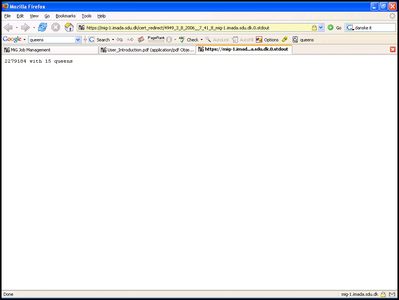 Mozilla Firefox
File Edit View Go Bookmarks Tools Help
https://mig-1.imada.sdu.dk/cert_redirect/4949_3_8_2006__7_41_8_mig-1.imada.sdu.dk.0.stdout
Go
danske it
Google
queens
Search
PageRank
Check
AutoLink
AutoFill
Options
queens
MiG Job Management
User_Introduction.pdf (application/pdf Obje...
https://mig-1.imad...a.sdu.dk.0.stdout
2279184 with 15 queens
Done
mig-1.imada.sdu.dk